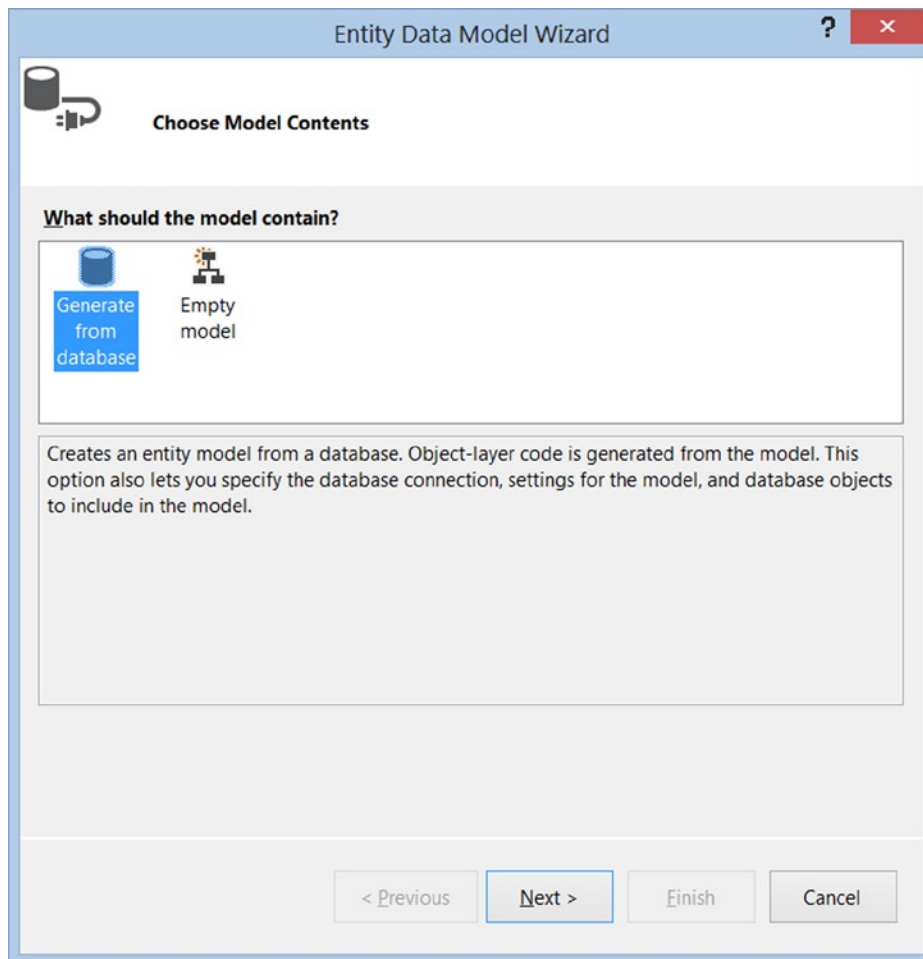 Entity Data Model Wizard
?
Choose Model Contents
What should the model contain?
Generate
from
database
Empty
model
Creates an entity model from a database. Object-layer code is generated from the model. This
option also lets you specify the database connection, settings for the model, and database objects
to include in the model.
< Previous
Next >
Finish
Cancel